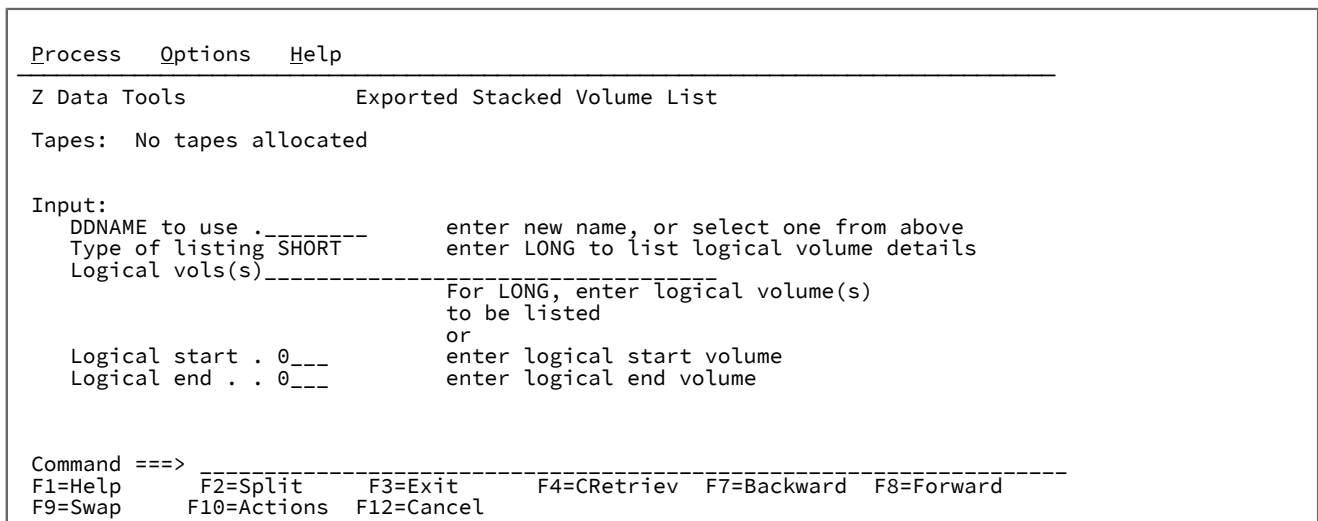 Process   Options   Help
Z Data Tools             Exported Stacked Volume List
Tapes:  No tapes allocated
Input:
   DDNAME to use .________      enter new name, or select one from above
   Type of listing SHORT        enter LONG to list logical volume details
   Logical vols(s)___________________________________
                                For LONG, enter logical volume(s)
                                to be listed
                                or
   Logical start . 0___         enter logical start volume
   Logical end . . 0___         enter logical end volume
Command ===> ___________________________________________________________________
F1=Help      F2=Split     F3=Exit      F4=CRetriev  F7=Backward  F8=Forward
F9=Swap     F10=Actions  F12=Cancel